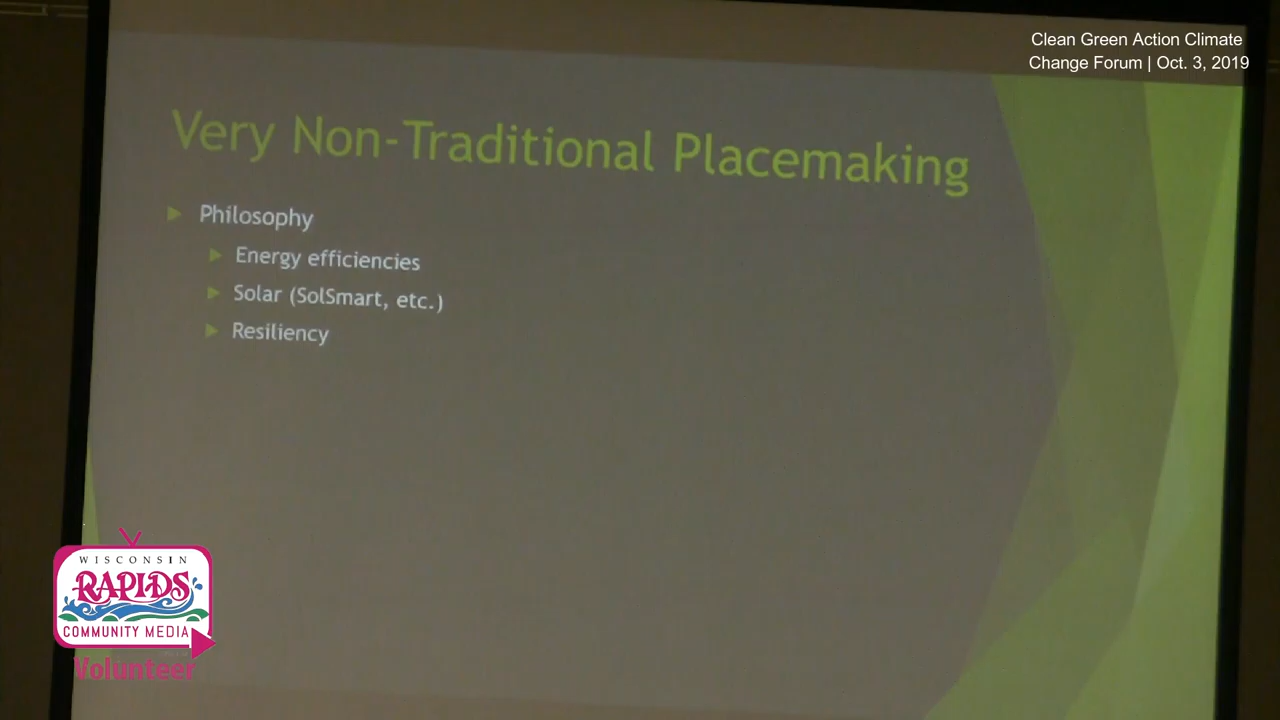 Clean Green Action Climate
Change Forum | Oct. 3, 2019
Very Non-Traditional Placemaking
Philosophy
Energy efficiencies
Solar (SolSmart, etc.)
Resiliency
WISCONSIN
RAPIDS
COMMUNITY MEDIA
Volunteer